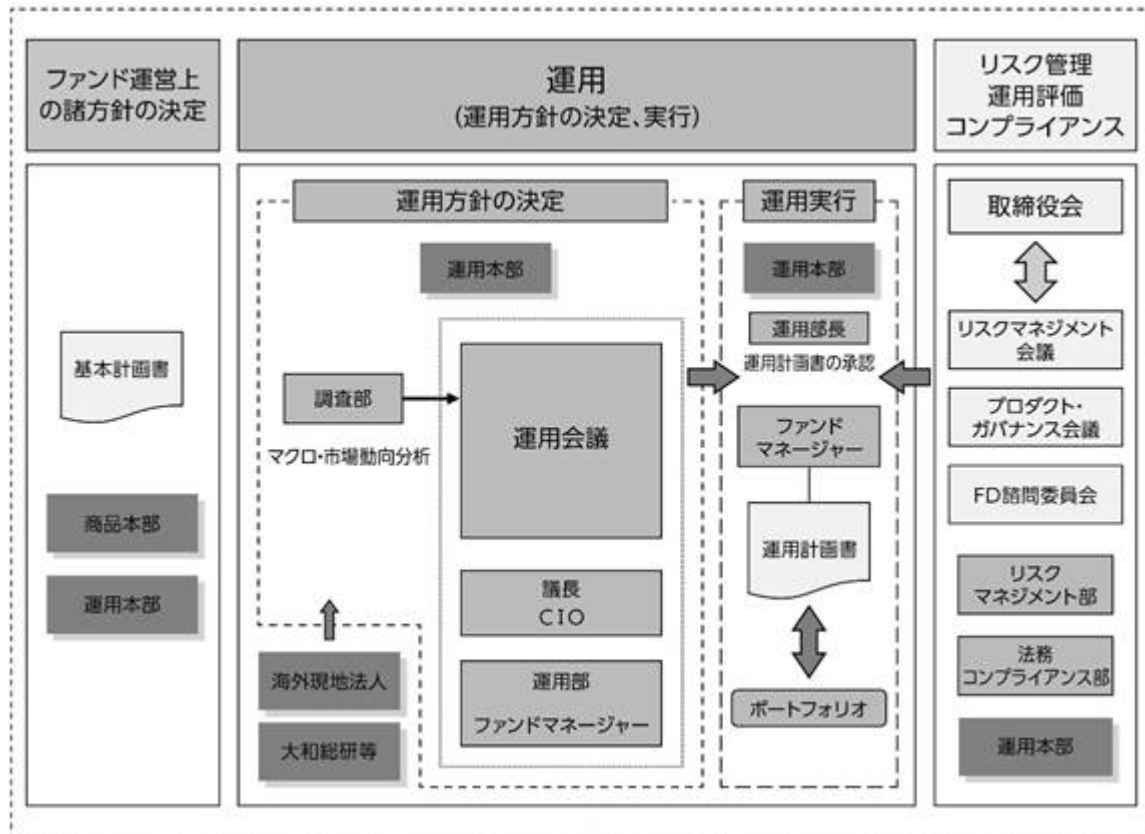 ファンド運営上
の諸方針の決定
基本計画書
商品本部
運用本部
運用
(運用方針の決定、実行)
運用方針の決定
運用本部
調査部
マクロ・市場動向分析
運用会議
議長
CIO
運用部
ファンドマネージャー
海外現地法人
大和総研等
運用実行
運用本部
運用部長
運用計画書の承認
ファンド
マネージャー
運用計画書
ポートフォリオ
リスク管理
運用評価
コンプライアンス
取締役会
リスクマネジメント
会議
プロダクト・
ガバナンス会議
FD諮問委員会
リスク
マネジメント部
法務
コンプライアンス部
運用本部